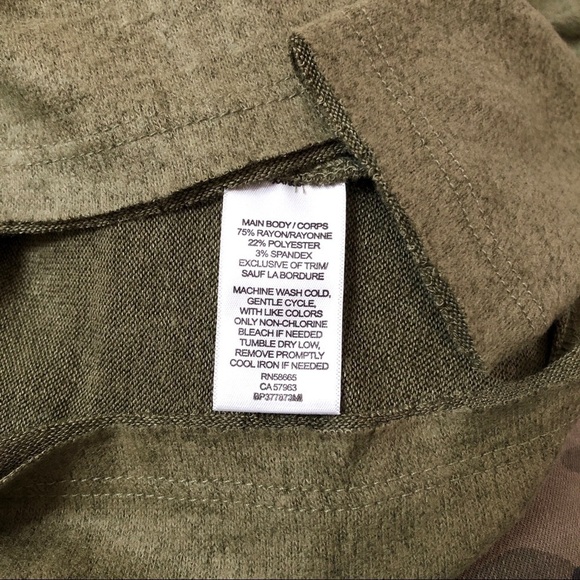 MAIN BODY / CORPS
75% RAYON/RAYONNE
22% POLYESTER
3% SPANDEX
EXCLUSIVE OF TRIM/
SAUF LA BORDURE
MACHINE WASH COLD,
GENTLE CYCLE,
WITH LIKE COLORS
ONLY NON-CHLORINE
BLEACH IF NEEDED
TUMBLE DRY LOW,
REMOVE PROMPTLY
COOL IRON IF NEEDED
RN58665
CA 57963